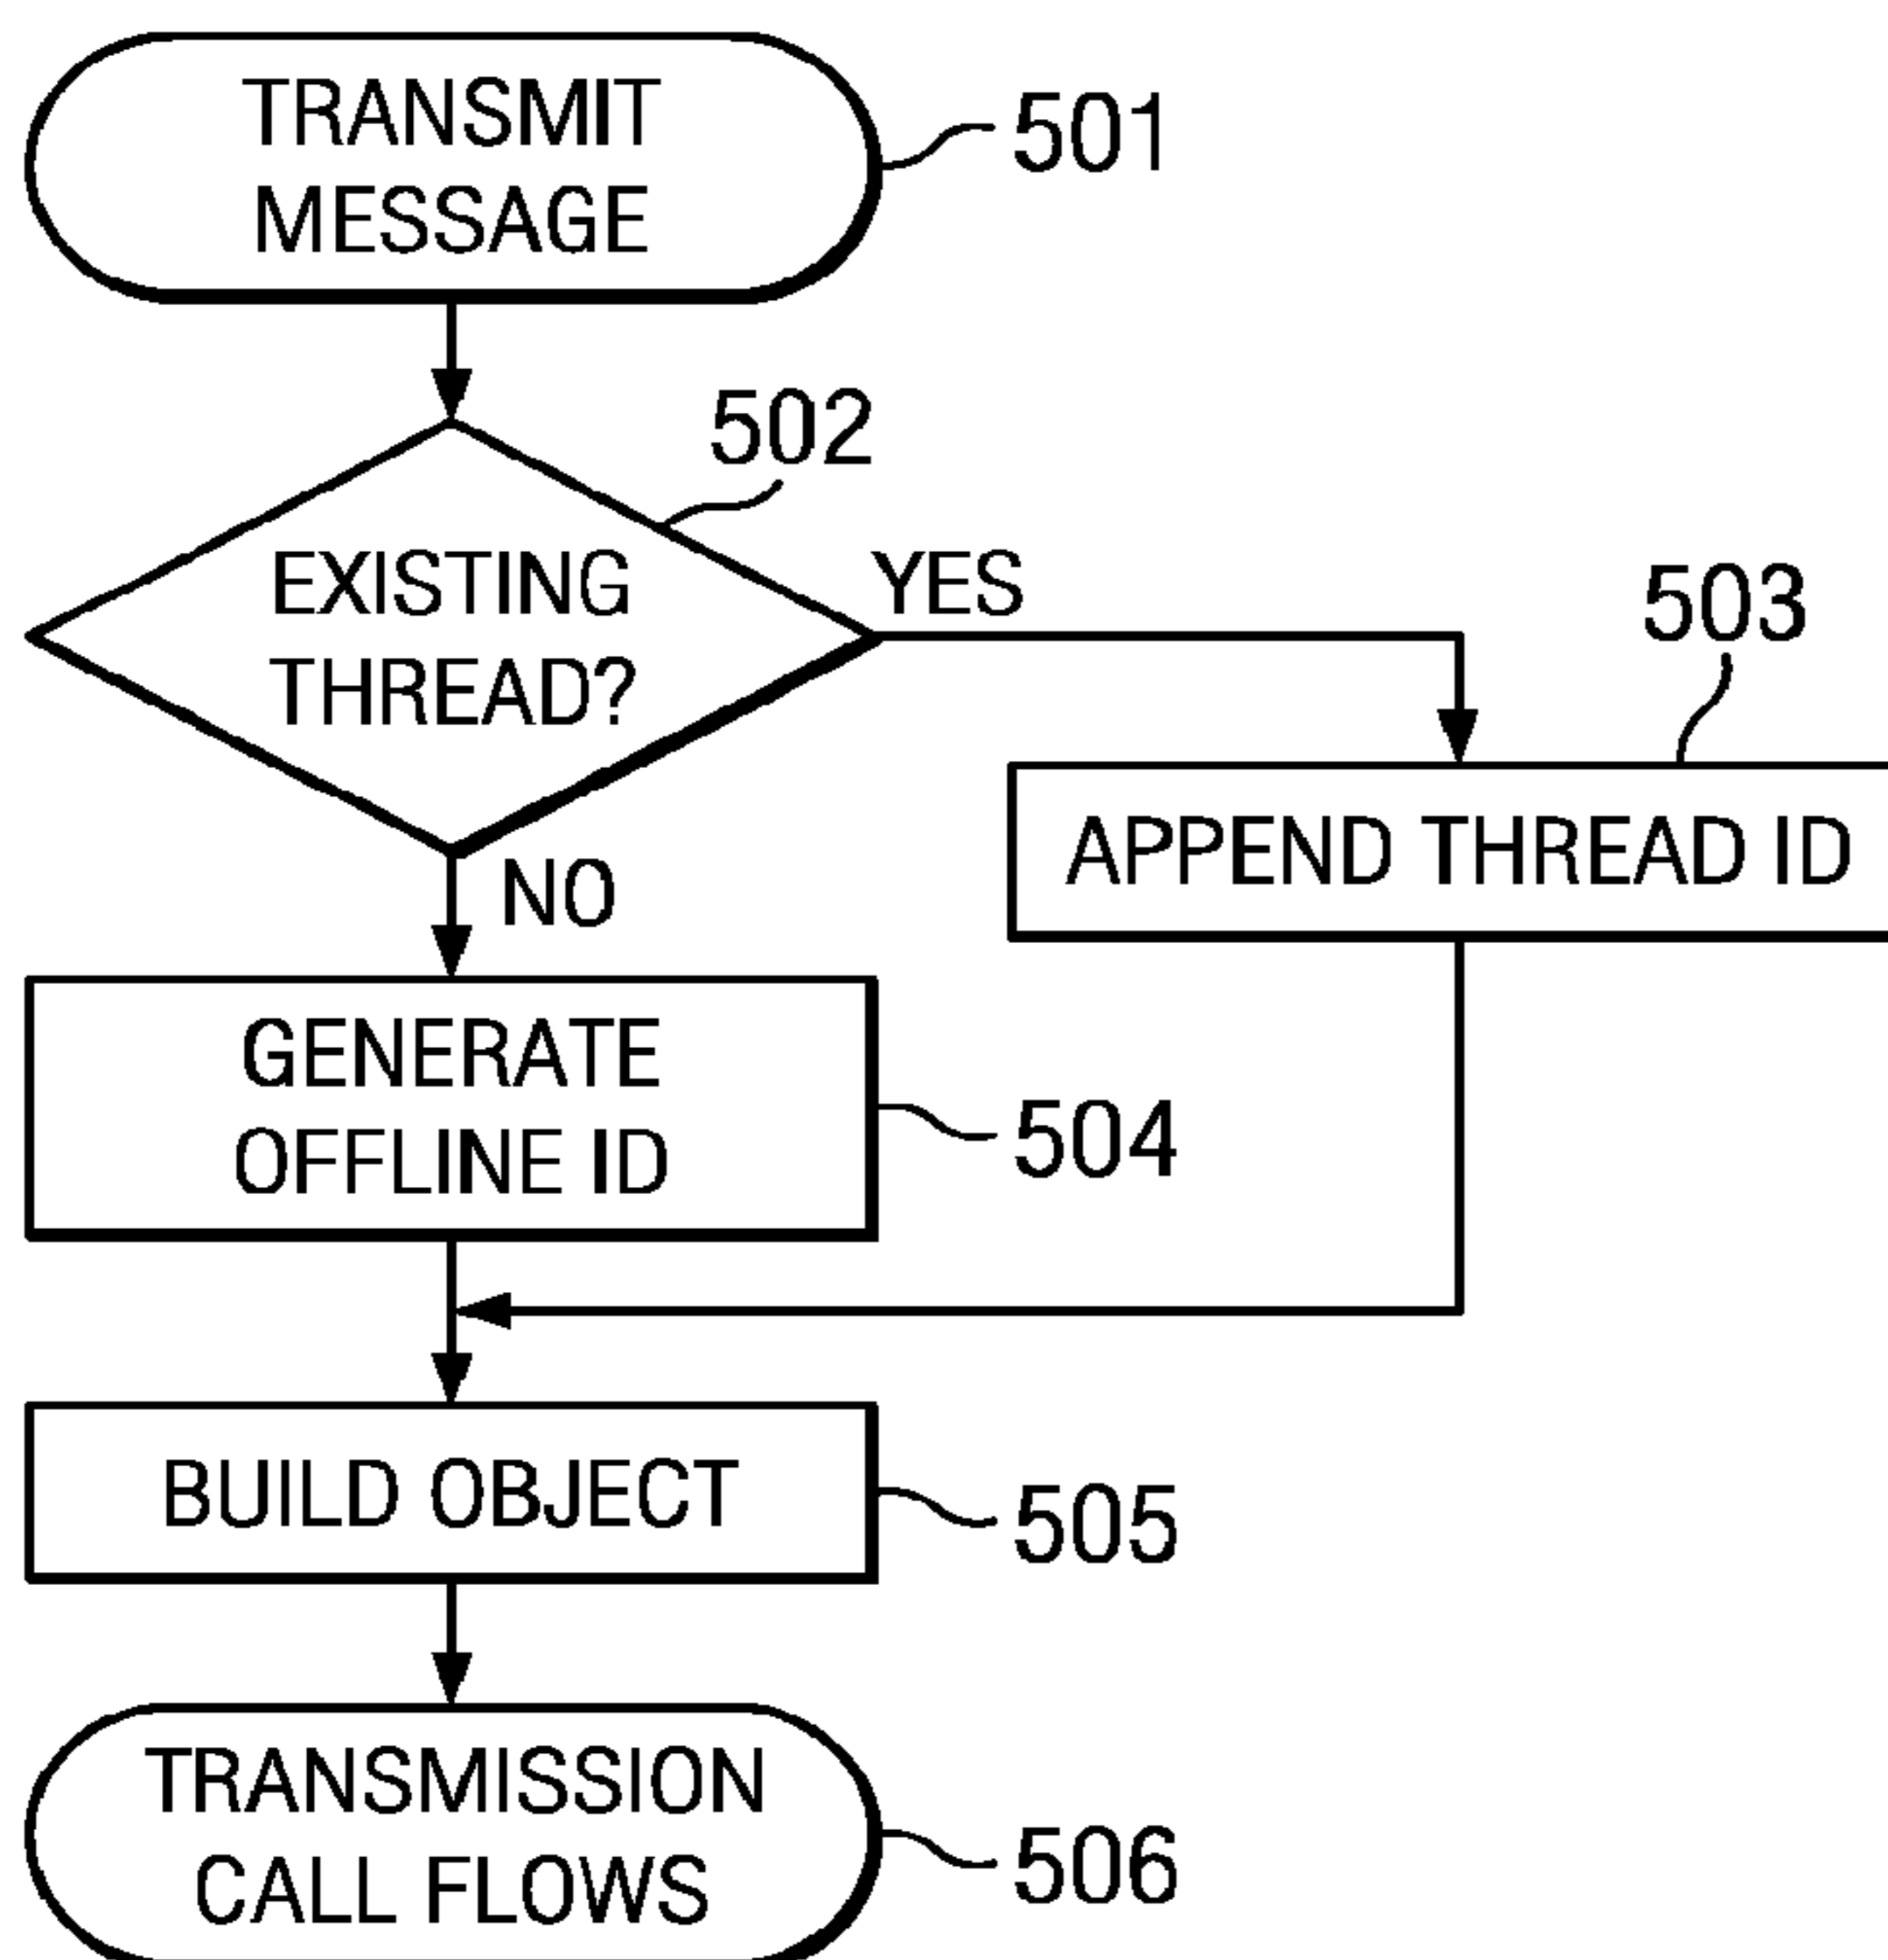 TRANSMIT
MESSAGE
501
502
EXISTING
THREAD?
YES
503
APPEND THREAD ID
NO
GENERATE
OFFLINE ID
504
BUILD OBJECT
505
TRANSMISSION
CALL FLOWS
506